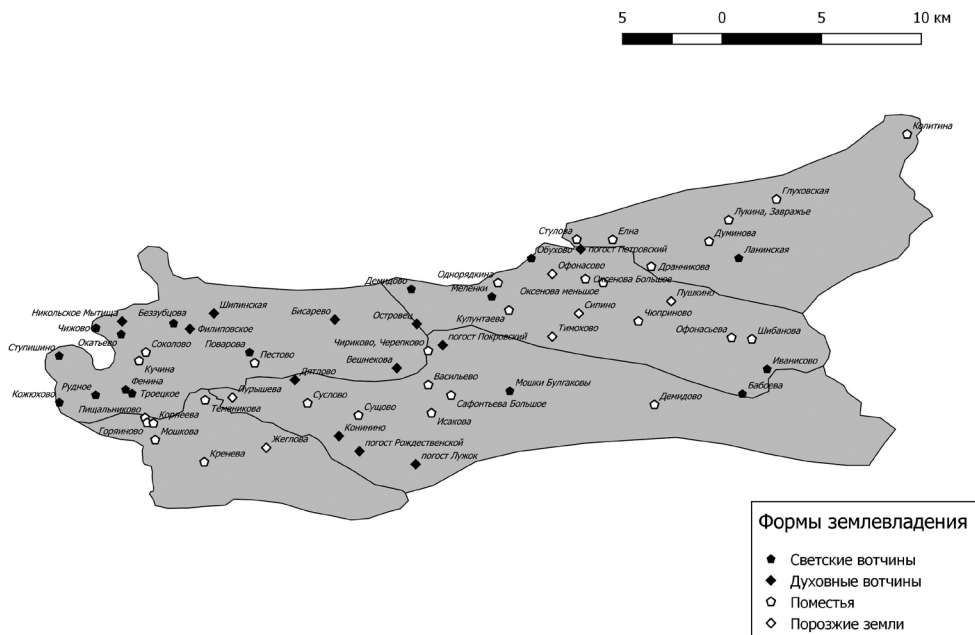 5 0 5 10 км
Колитина
Глуховская
Лукина, Завражье
Стулова
Елна
Думинова
Обухово
погост Петровский
Ланинская
Офонасово
Дранникова
Однорядкина
Оксенова Большое
Демидово
Меленки
Оксенова меньшое
Пушкино
Шипинская
Никольское Мытища
Беззубцова
Бисарево
Островец
Кулунтаева
Сипино
Чюприново
Чижово
Филиповское
Тимохово
Офонасьева
Шибанова
Окатьево
Чириково, Черепково
погост Покровский
Соколово
Поварова
Ступишино
Пестово
Вешнекова
Иванисово
Кучина
Дятлово
Васильево
Бабоева
Рудное
Фенина
Лурышева
Мошки Булгаковы
Кожюхово
Троецкое
Сафонтьева Большое
Демидово
Пищальниково
Корнеева
Теменикова
Суслово
Сущово
Исакова
Горяиново
Мошкова
Жеглова
Конинино
погост Рождественской
Кренева
погост Лужок
Формы землевладения
Светские вотчины
Духовные вотчины
Поместья
Порозжие земли